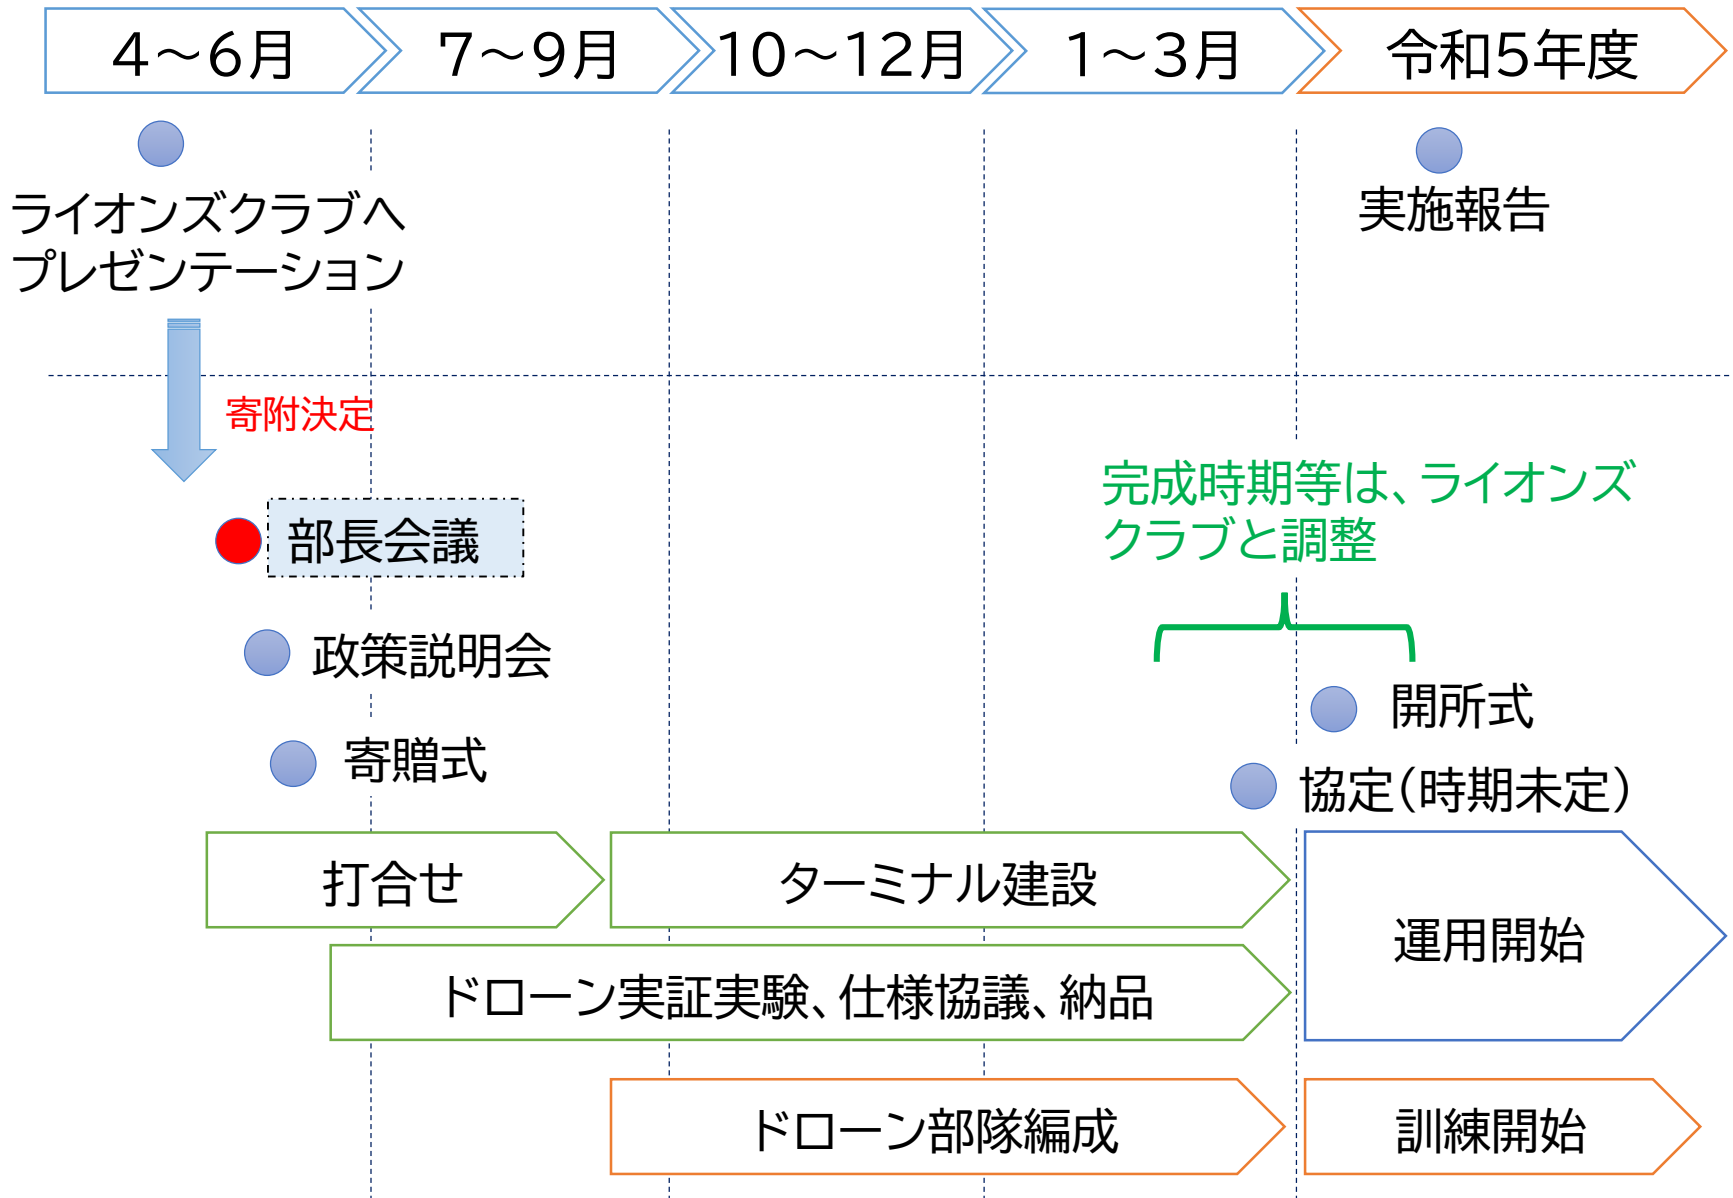 4～6月
7～9月
10～12月
1～3月
令和5年度
ライオンズクラブへ
プレゼンテーション
実施報告
寄附決定
部長会議
完成時期等は、ライオンズ
クラブと調整
政策説明会
寄贈式
開所式
協定（時期未定）
打合せ
ターミナル建設
運用開始
ドローン実証実験、仕様協議、納品
ドローン部隊編成
訓練開始